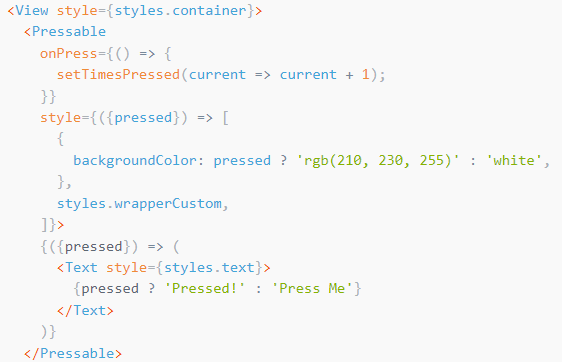 <View style={styles.container}>
<Pressable
onPress={() => {
setTimesPressed(current => current + 1);
}}
style={({pressed}) => [
{
backgroundColor: pressed ? 'rgb(210, 230, 255)' : 'white',
},
styles.wrapperCustom,
]}>
{({pressed}) => (
<Text style={styles.text}>
{pressed ? 'Pressed!' : 'Press Me'}
</Text>
)}
</Pressable>